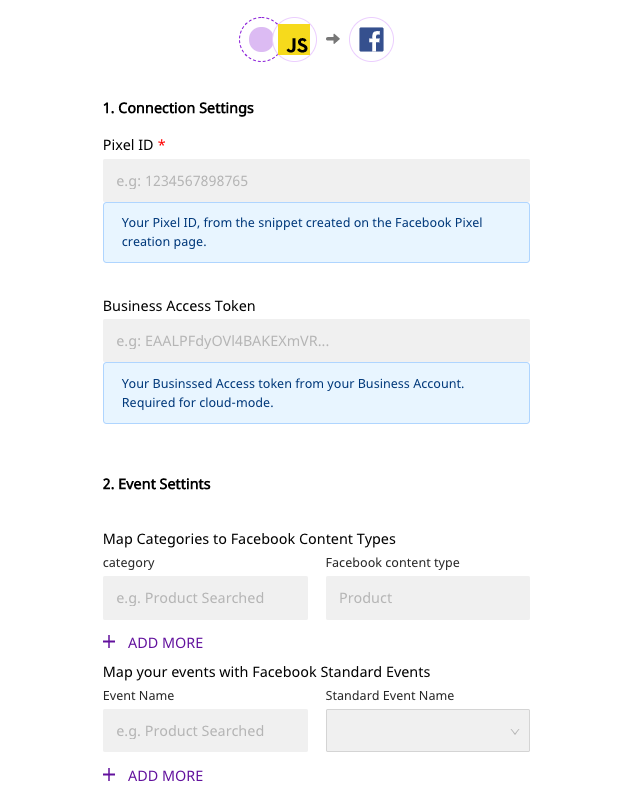 JS
1. Connection Settings
Pixel ID *
e.g: 1234567898765
Your Pixel ID, from the snippet created on the Facebook Pixel
creation page.
Business Access Token
e.g: EAALPFdyOVl4BAKEXmVR...
Your Businssed Access token from your Business Account.
Required for cloud-mode.
2. Event Settints
Map Categories to Facebook Content Types
category Facebook content type
e.g. Product Searched Product
+ ADD MORE
Map your events with Facebook Standard Events
Event Name Standard Event Name
e.g. Product Searched
+ ADD MORE